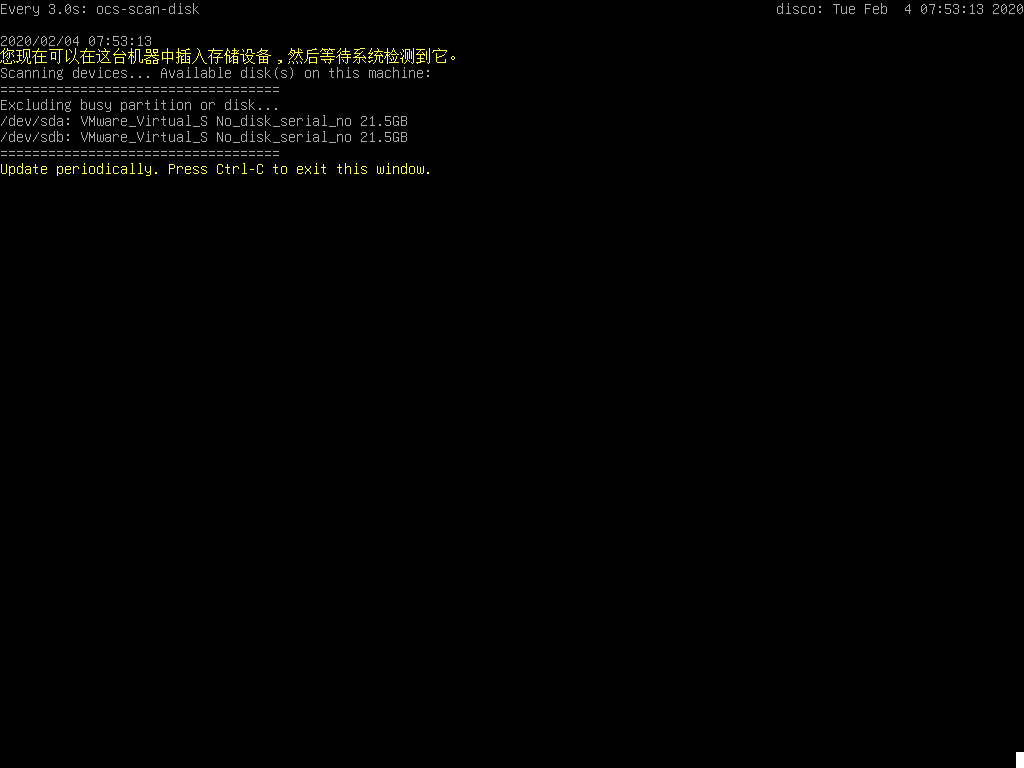 Every 3.0s: ocs-scan-disk disco: Tue Feb  4 07:53:13 2020
2020/02/04 07:53:13
您现在可以在这台机器中插入存储设备，然后等待系统检测到它。
Scanning devices... Available disk(s) on this machine:
===================================
Excluding busy partition or disk...
/dev/sda: VMware_Virtual_S No_disk_serial_no 21.5GB
/dev/sdb: VMware_Virtual_S No_disk_serial_no 21.5GB
===================================
Update periodically. Press Ctrl-C to exit this window.